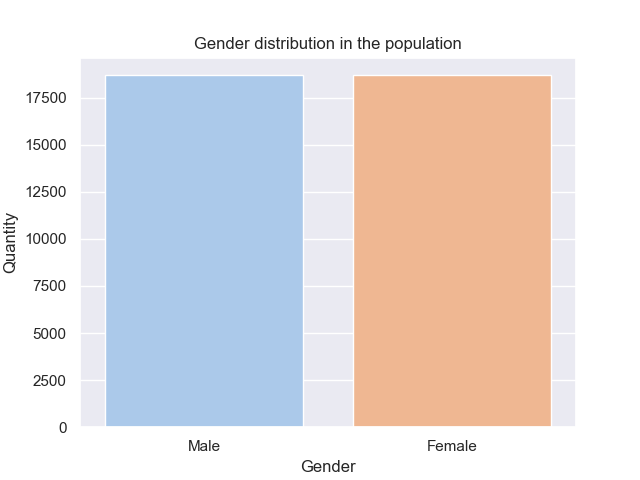 Gender distribution in the population
Quantity
17500
15000
12500
10000
7500
5000
2500
0
Male
Female
Gender